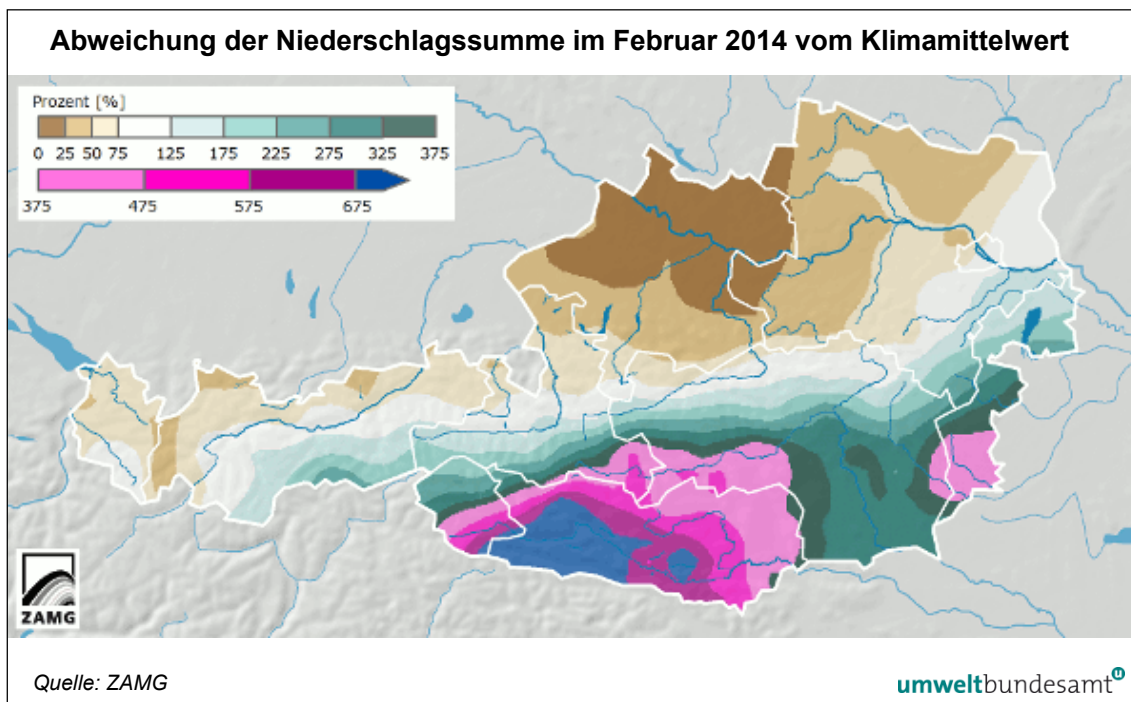 Abweichung der Niederschlagssumme im Februar 2014 vom Klimamittelwert
Prozent [%]
0 25 50 75 125 175 225 275 325 375
375 475 575 675
ZAMG
Quelle: ZAMG
umweltbundesamt u